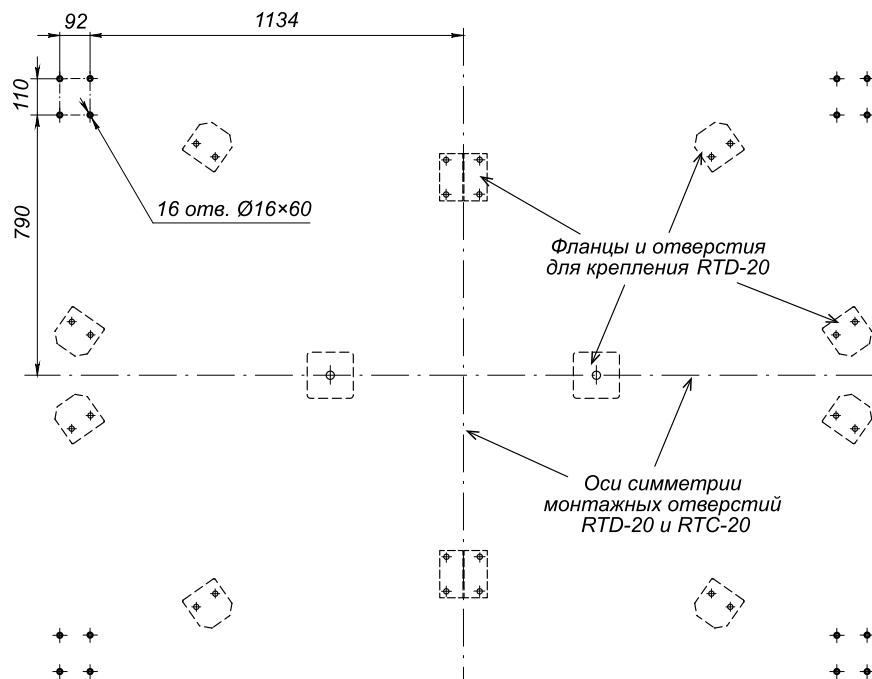 92
1134
110
790
16 отв. Ø16×60
Фланцы и отверстия
для крепления RTD-20
Оси симметрии
монтажных отверстий
RTD-20 и RTC-20